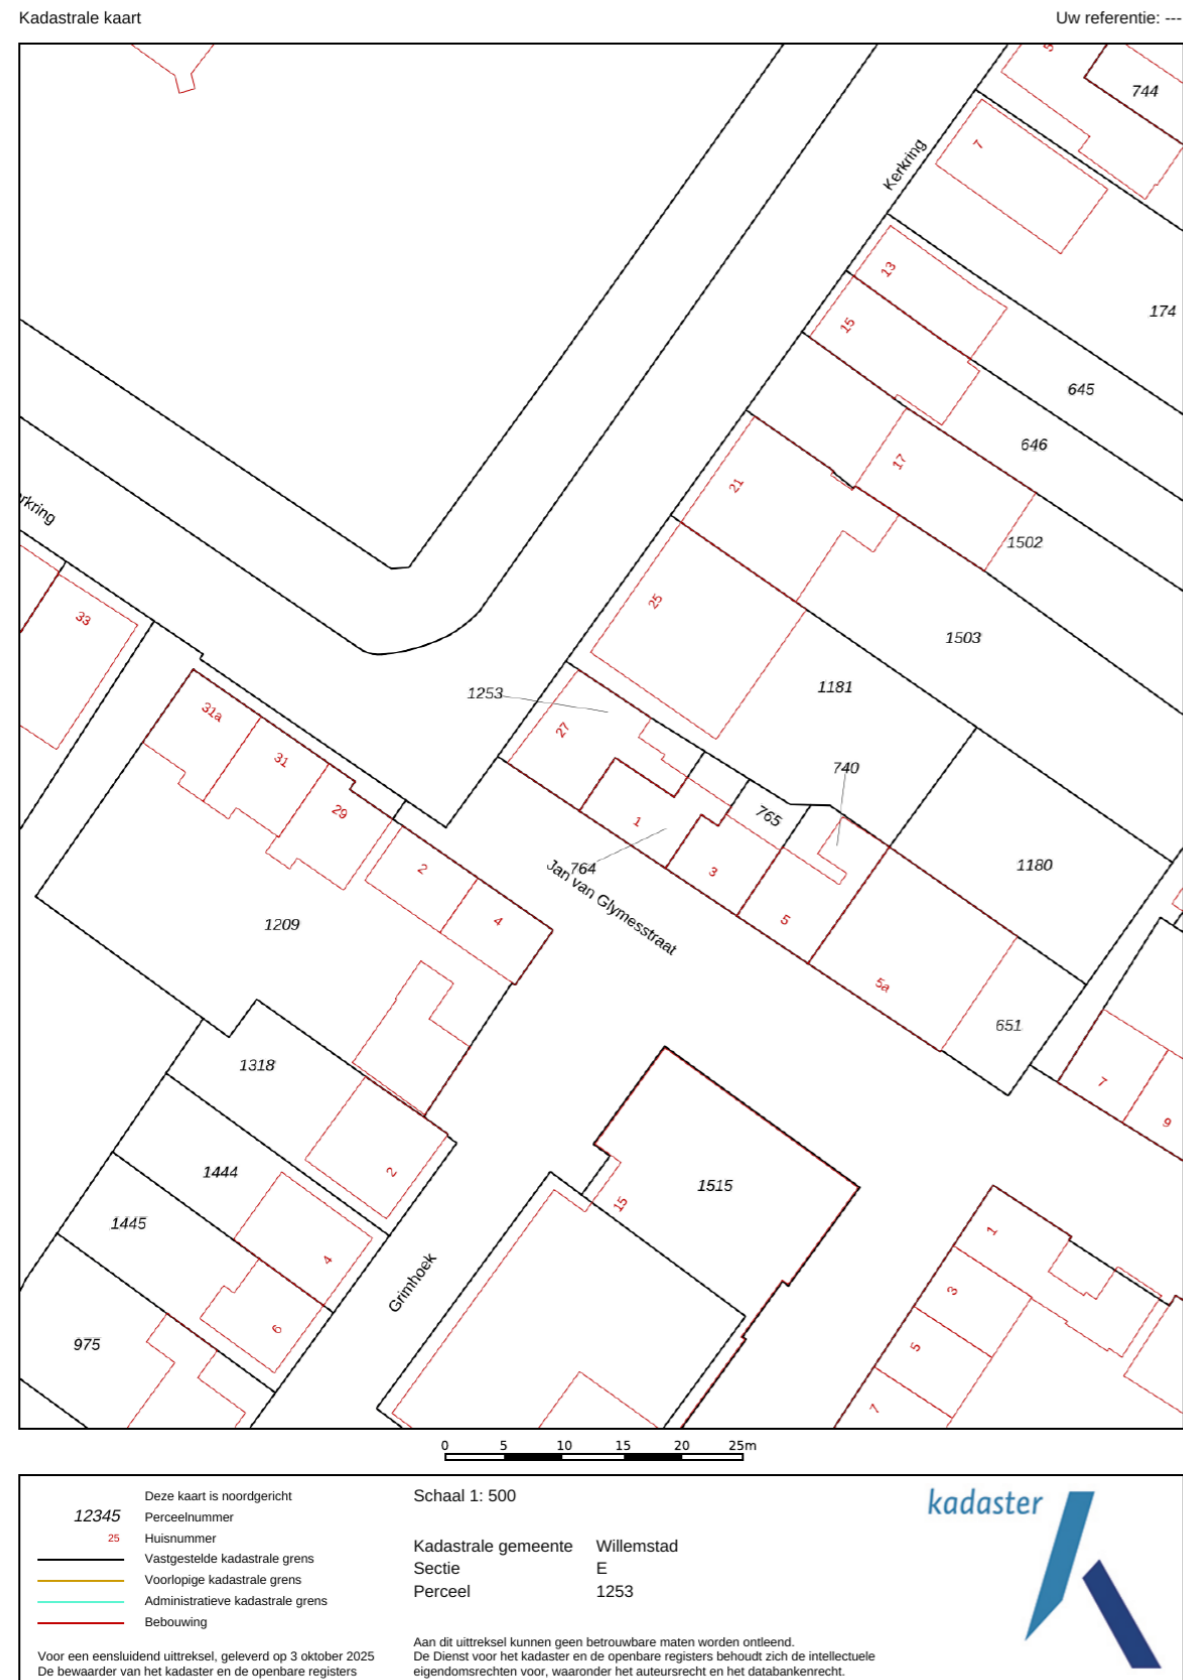 Kadastrale kaart
Uw referentie: ---
5
744
Kerkring
7
174
13
15
645
646
17
21
1502
rkring
25
1503
33
1181
1253
31a
27
31
740
29
765
1
764
3
1180
2
Jan van Glymesstraat
4
5
1209
5a
651
1318
7
9
2
1444
1515
15
1445
1
4
Grimhoek
3
6
5
975
7
0 5 10 15 20 25m
Deze kaart is noordgericht
12345 Perceelnummer
25 Huisnummer
Vastgestelde kadastrale grens
Voorlopige kadastrale grens
Administratieve kadastrale grens
Bebouwing
Voor een eensluidend uittreksel, geleverd op 3 oktober 2025
De bewaarder van het kadaster en de openbare registers
Schaal 1: 500
Kadastrale gemeente Willemstad
Sectie E
Perceel 1253
Aan dit uittreksel kunnen geen betrouwbare maten worden ontleend.
De Dienst voor het kadaster en de openbare registers behoudt zich de intellectuele
eigendomsrechten voor, waaronder het auteursrecht en het databankenrecht.
kadaster